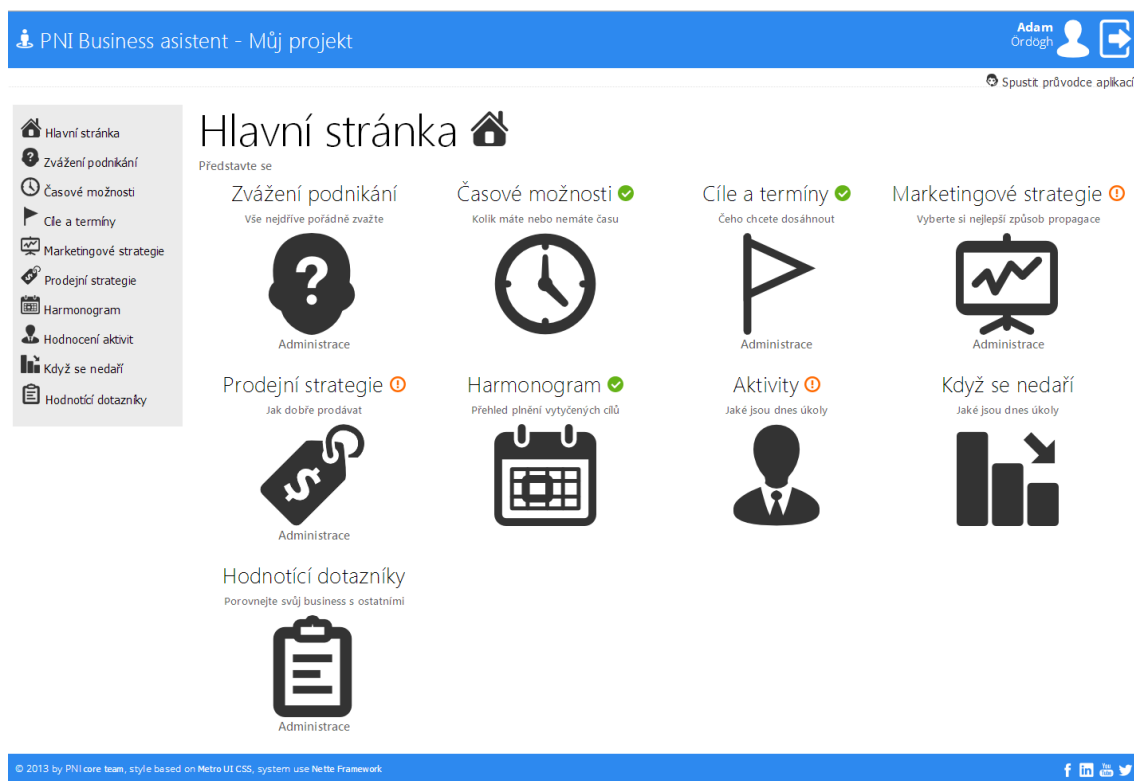 PNI Business asistent - Můj projekt
Adam
Ördögh
Spustit průvodce aplikací
Hlavní stránka
Zvážení podnikání
Časové možnosti
Cíle a termíny
Marketingové strategie
Prodejní strategie
Harmonogram
Hodnocení aktivit
Když se nedaří
Hodnotící dotazníky
Hlavní stránka
Představte se
Zvážení podnikání
Vše nejdříve pořádně zvažte
?
Administrace
Časové možnosti
Kolik máte nebo nemáte času
Cíle a termíny
Čeho chcete dosáhnout
Administrace
Marketingové strategie
Vyberte si nejlepší způsob propagace
Administrace
Prodejní strategie
Jak dobře prodávat
$
Administrace
Harmonogram
Přehled plnění vytyčených cílů
Aktivity
Jaké jsou dnes úkoly
Když se nedaří
Jaké jsou dnes úkoly
Hodnotící dotazníky
Porovnejte svůj business s ostatními
Administrace
© 2013 by PNI core team, style based on Metro UI CSS, system use Nette Framework
f in You Tube